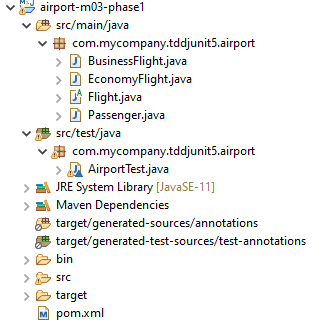 airport-m03-phase1
src/main/java
com.mycompany.tddjunit5.airport
BusinessFlight.java
EconomyFlight.java
Flight.java
Passenger.java
src/test/java
com.mycompany.tddjunit5.airport
AirportTest.java
JRE System Library [JavaSE-11]
Maven Dependencies
target/generated-sources/annotations
target/generated-test-sources/test-annotations
bin
src
target
pom.xml